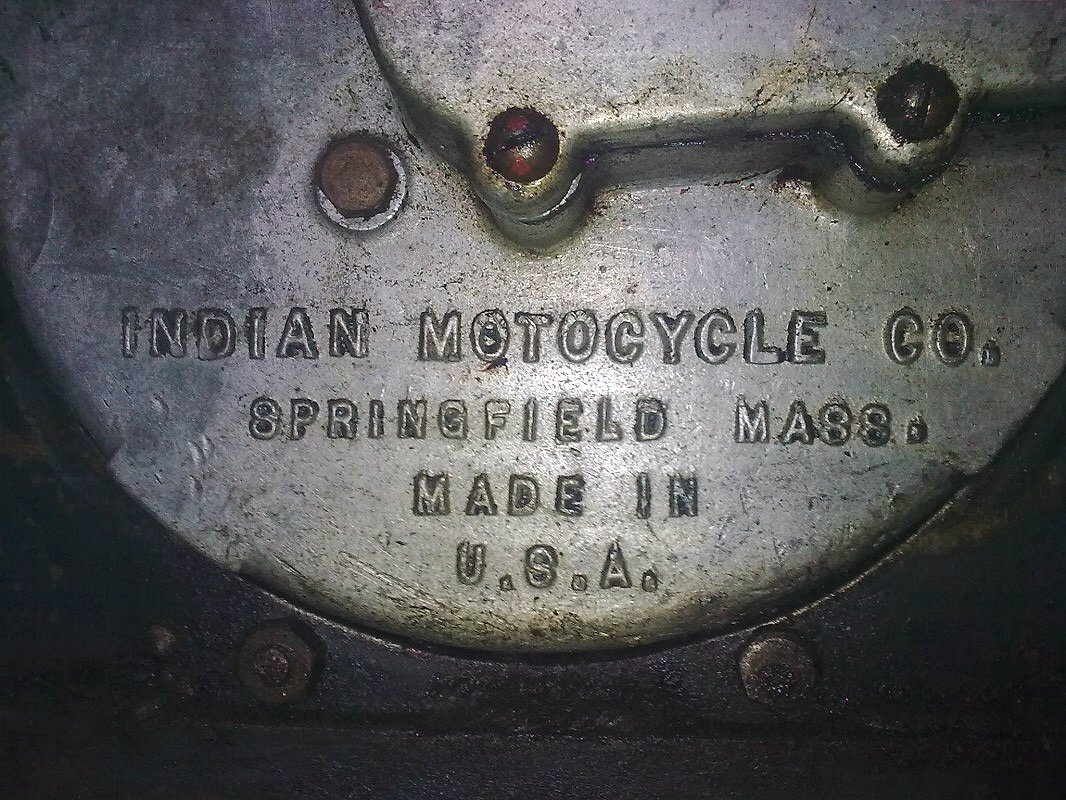 INDIAN MOTOCYCLE CO.
SPRINGFIELD MASS.
MADE IN
U.S.A.